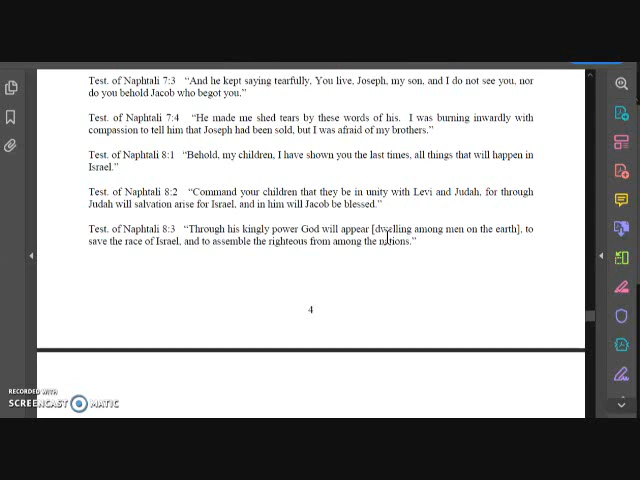 Test. of Naphtali 7:3 "And he kept saying tearfully, You live, Joseph, my son, and I do not see you, nor
do you behold Jacob who begot you."
Test. of Naphtali 7:4 "He made me shed tears by these words of his. I was burning inwardly with
compassion to tell him that Joseph had been sold, but I was afraid of my brothers."
Test. of Naphtali 8:1 "Behold, my children, I have shown you the last times, all things that will happen in
Israel."
Test. of Naphtali 8:2 "Command your children that they be in unity with Levi and Judah, for through
Judah will salvation arise for Israel, and in him will Jacob be blessed."
Test. of Naphtali 8:3 "Through his kingly power God will appear [dwelling among men on the earth], to
save the race of Israel, and to assemble the righteous from among the nations."
4
RECORDED WITH
SCREENCAST MATIC